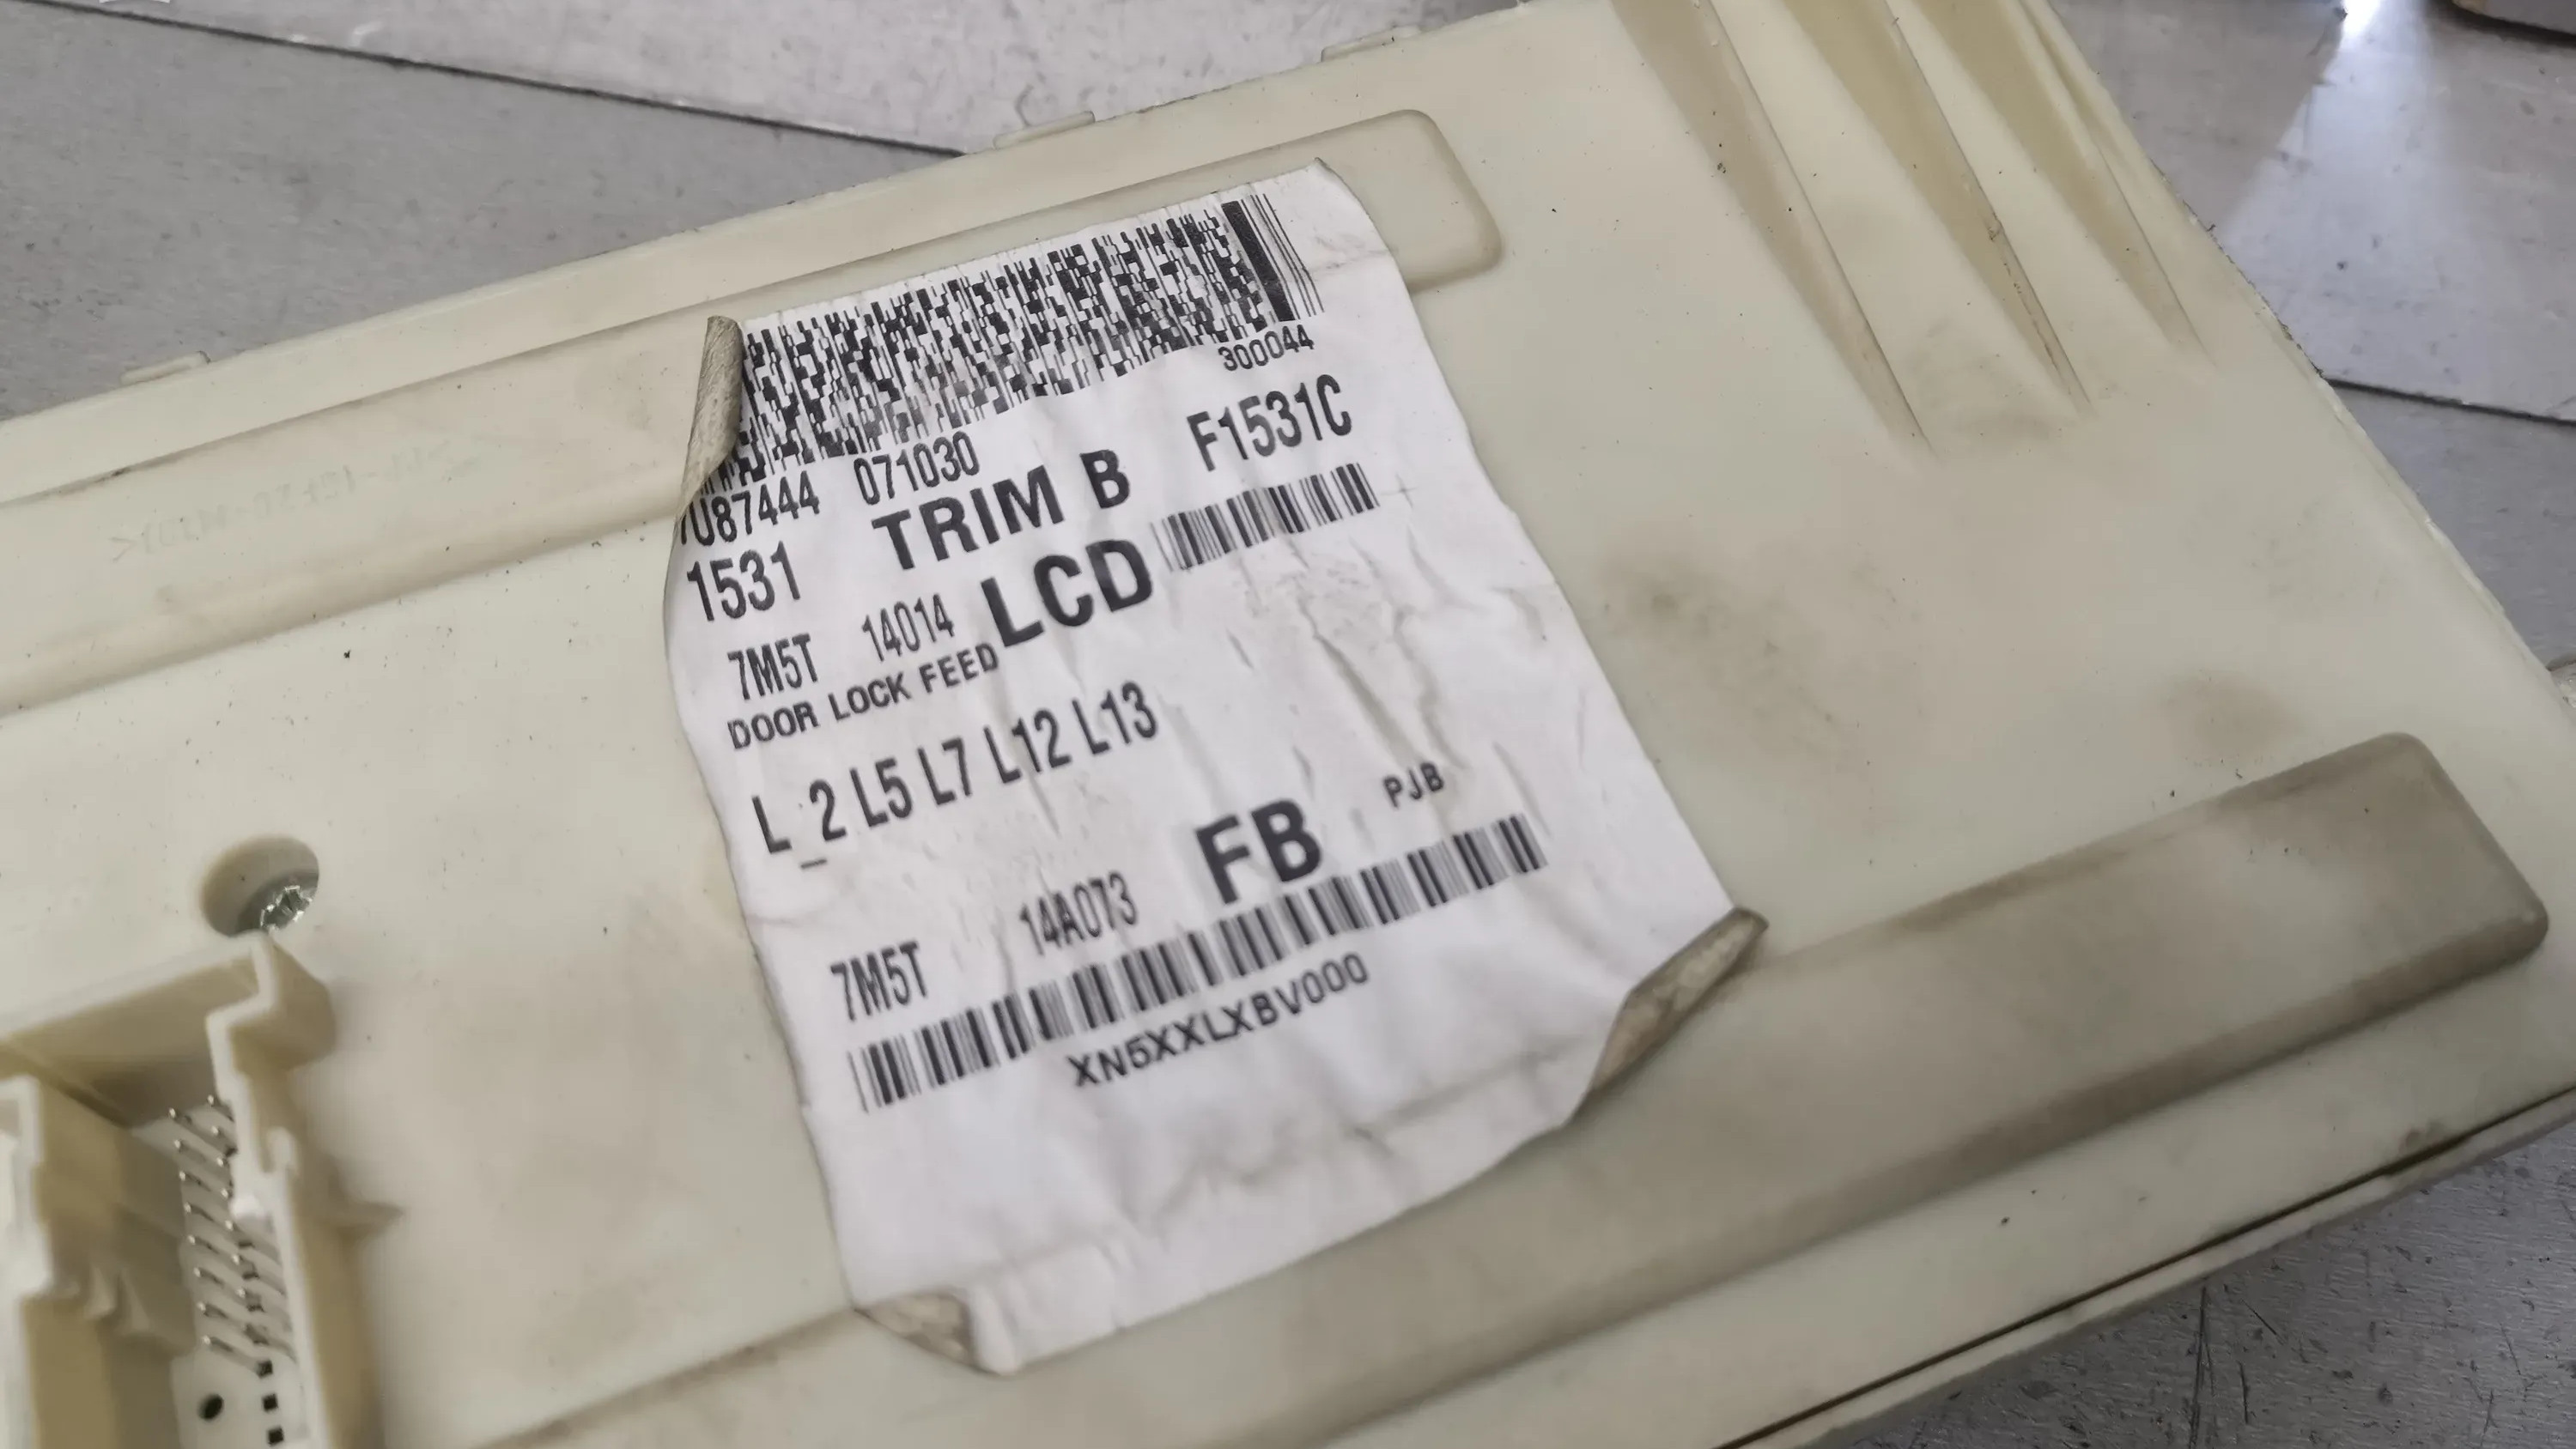 300044
087444 071030
TRIM B F1531C
1531
7M5T 14014 LCD
DOOR LOCK FEED
L_2 L5 L7 L12 L13
7M5T 14A073 FB PJB
XN5XXLXBV000